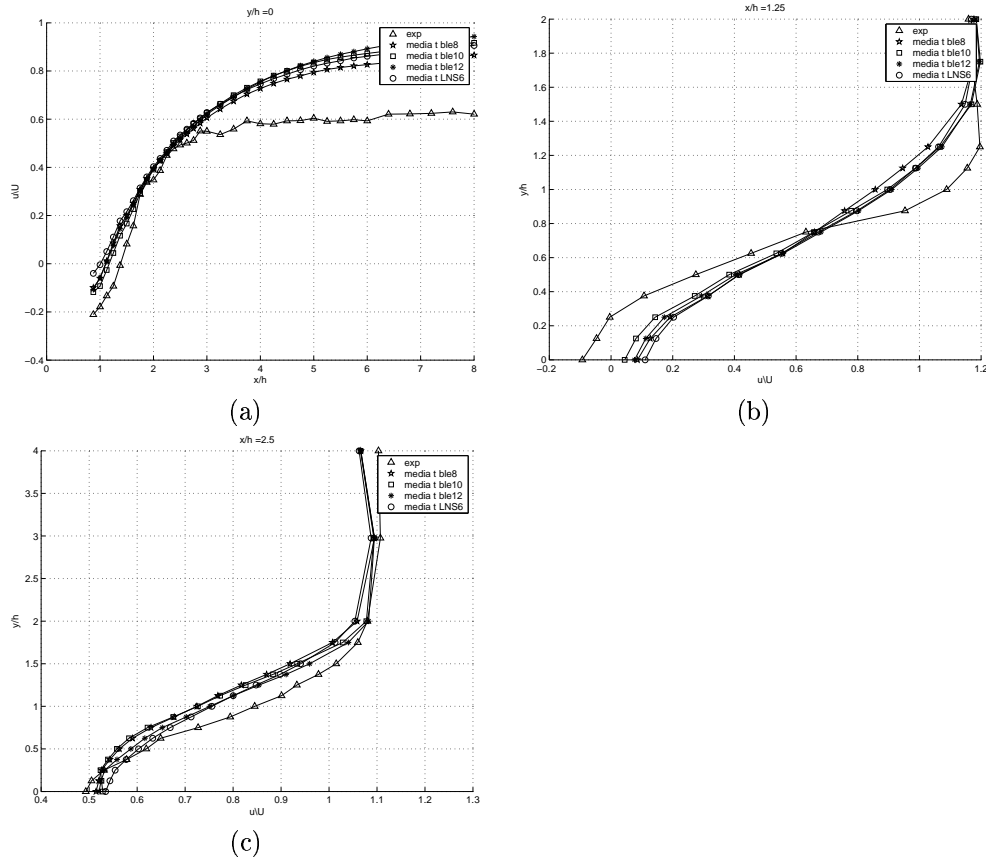 y/h =0
exp
media t ble8
media t ble10
media t ble12
media t LNS6
1
0.8
0.6
0.4
0.2
0
−0.2
−0.4
u\U
0 1 2 3 4 5 6 7 8
x/h
(a)
x/h =1.25
exp
media t ble8
media t ble10
media t ble12
media t LNS6
2
1.8
1.6
1.4
1.2
1
0.8
0.6
0.4
0.2
0
y/h
−0.2 0 0.2 0.4 0.6 0.8 1 1.2
u\U
(b)
x/h =2.5
exp
media t ble8
media t ble10
media t ble12
media t LNS6
4
3.5
3
2.5
2
1.5
1
0.5
0
y/h
0.4 0.5 0.6 0.7 0.8 0.9 1 1.1 1.2 1.3
u\U
(c)